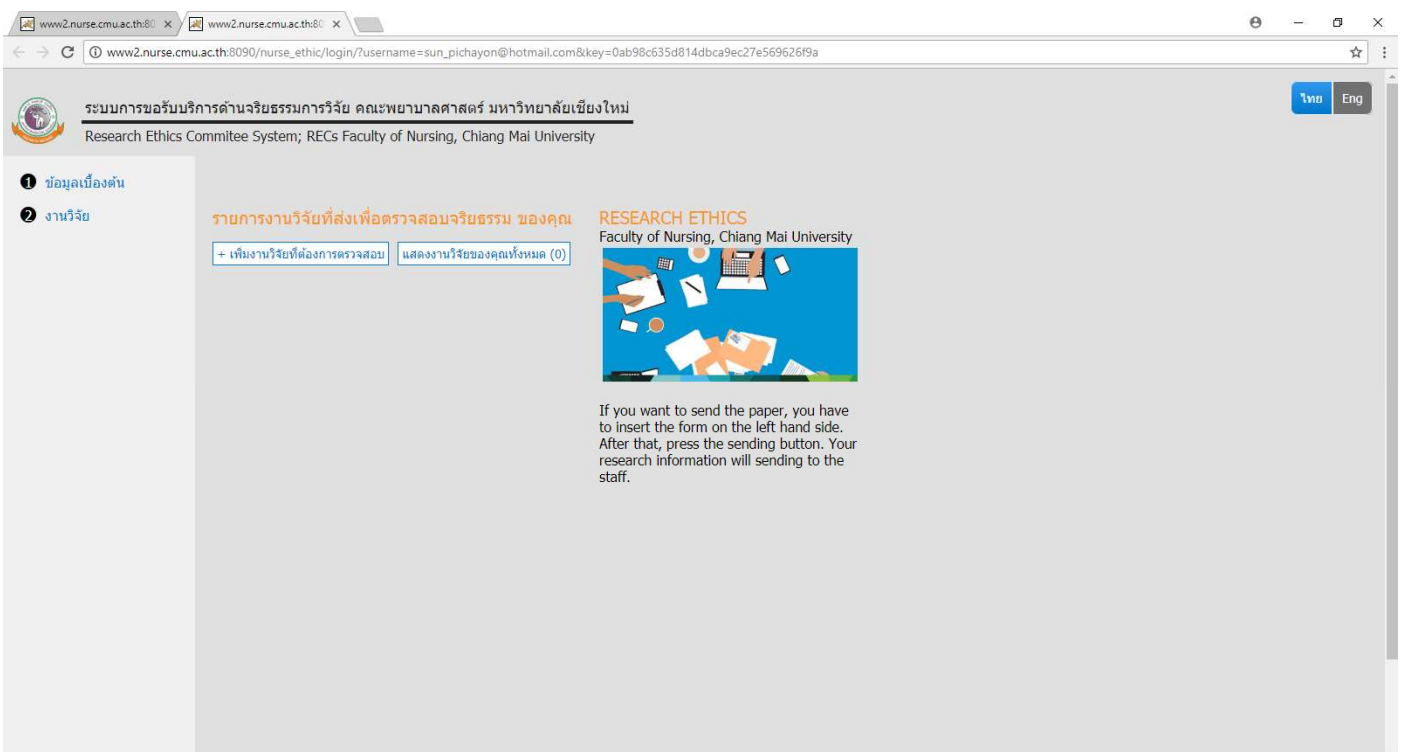 www2.nurse.cmu.ac.th:80
www2.nurse.cmu.ac.th:80
www2.nurse.cmu.ac.th:8090/nurse_ethic/login/?username=sun_pichayon@hotmail.com&key=0ab98c635d814dbca9ec27e569626f9a
ระบบการขอรับบริการด้านจริยธรรมการวิจัย คณะพยาบาลศาสตร์ มหาวิทยาลัยเชียงใหม่
Research Ethics Commitee System; RECs Faculty of Nursing, Chiang Mai University
ไทย Eng
1 ข้อมูลเบื้องต้น
2 งานวิจัย
รายการงานวิจัยที่ส่งเพื่อตรวจสอบจริยธรรม ของคุณ
+ เพิ่มงานวิจัยที่ต้องการตรวจสอบ แสดงงานวิจัยของคุณทั้งหมด (0)
RESEARCH ETHICS
Faculty of Nursing, Chiang Mai University
If you want to send the paper, you have
to insert the form on the left hand side.
After that, press the sending button. Your
research information will sending to the
staff.